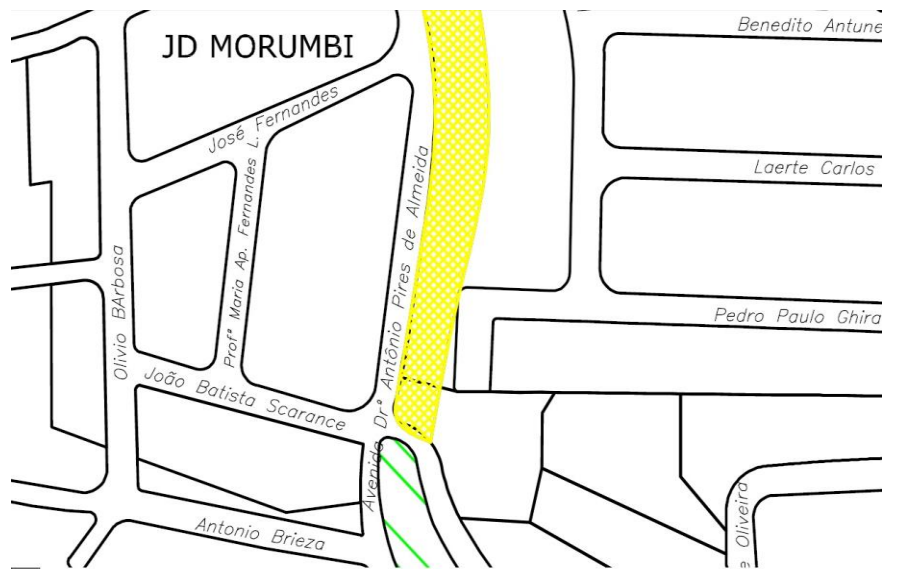 Benedito Antune
JD MORUMBI
José Fernandes
Laerte Carlos
Profª Maria Ap. Fernandes L.
Avenida Drº Antônio Pires de Almeida
Olivio BArbosa
Pedro Paulo Ghira
João Batista Scarance
Antonio Brieza
e Oliveira